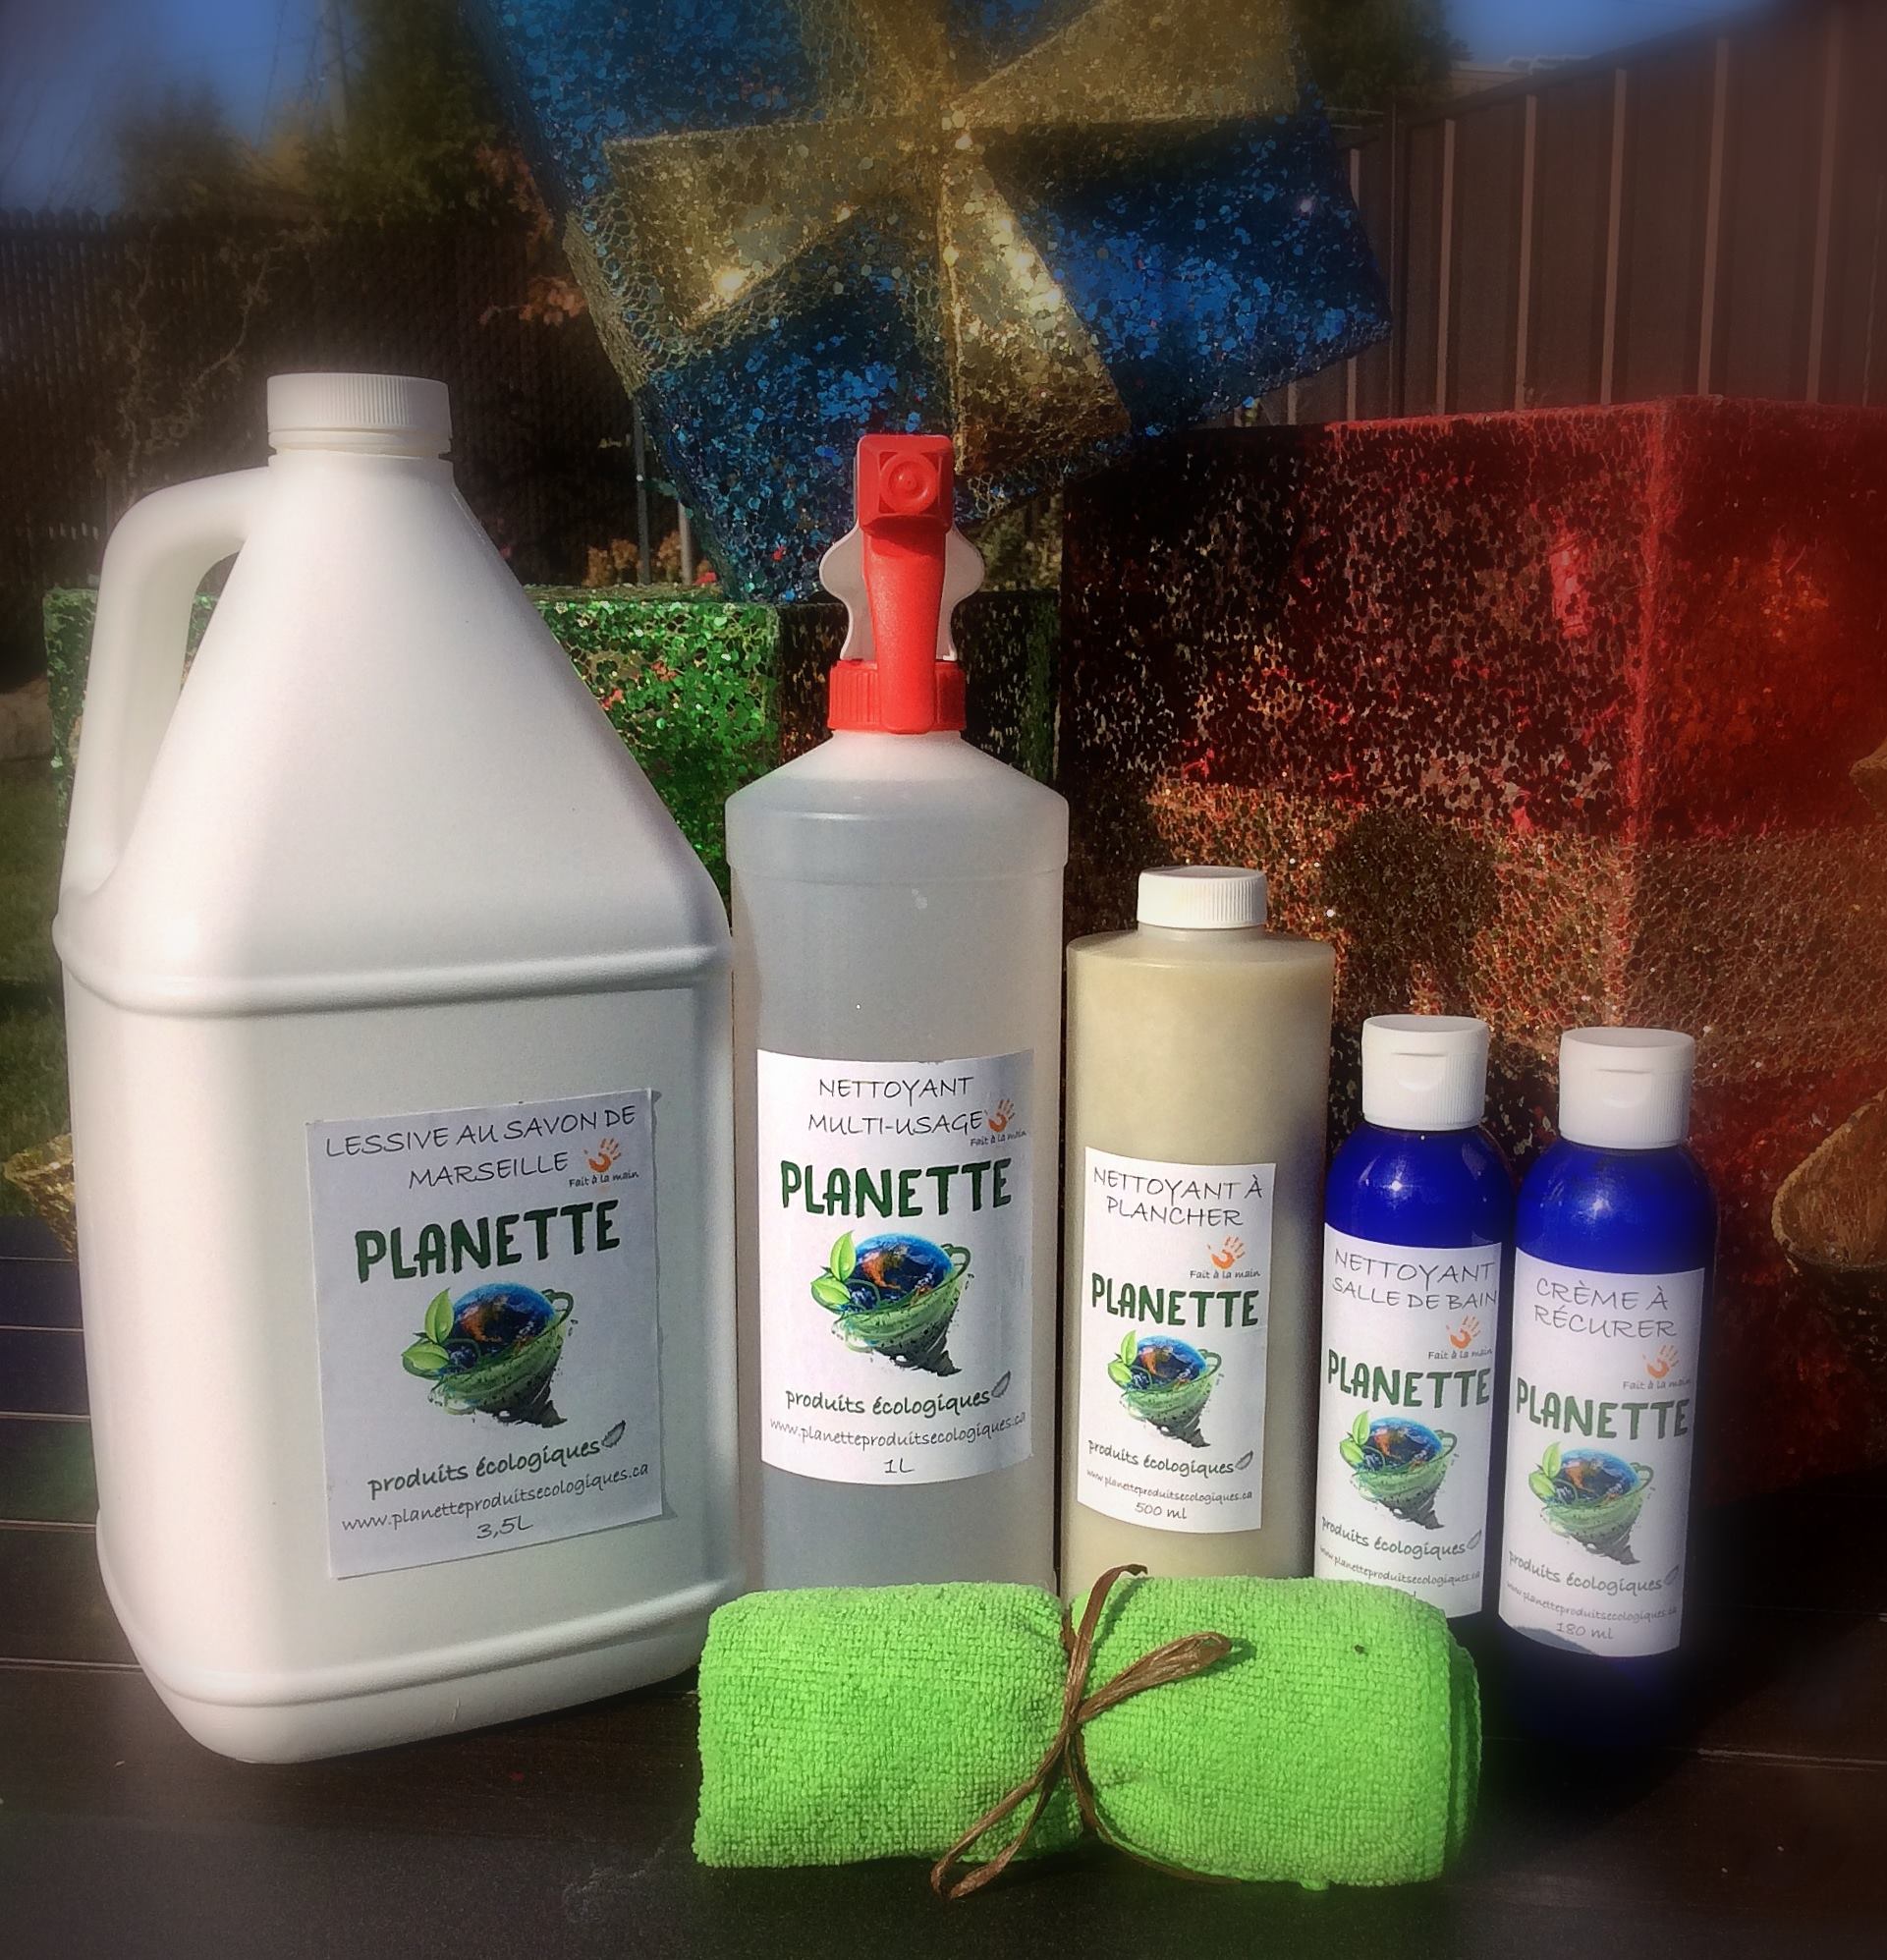 LESSIVE AU SAVON DE
MARSEILLE
Fait à la main
PLANETTE
produits écologiques
www.planetteproduitsecologiques.ca
3,5L
NETTOYANT
MULTI-USAGE
Fait à la main
PLANETTE
produits écologiques
www.planetteproduitsecologiques.ca
1L
NETTOYANT À
PLANCHER
Fait à la main
PLANETTE
produits écologiques
www.planetteproduitsecologiques.ca
500 ml
NETTOYANT
SALLE DE BAIN
Fait à la main
PLANETTE
produits écologiques
www.planetteproduitsecologiques.ca
CRÈME À
RÉCURER
Fait à la main
PLANETTE
produits écologiques
www.planetteproduitsecologiques.ca
180 ml